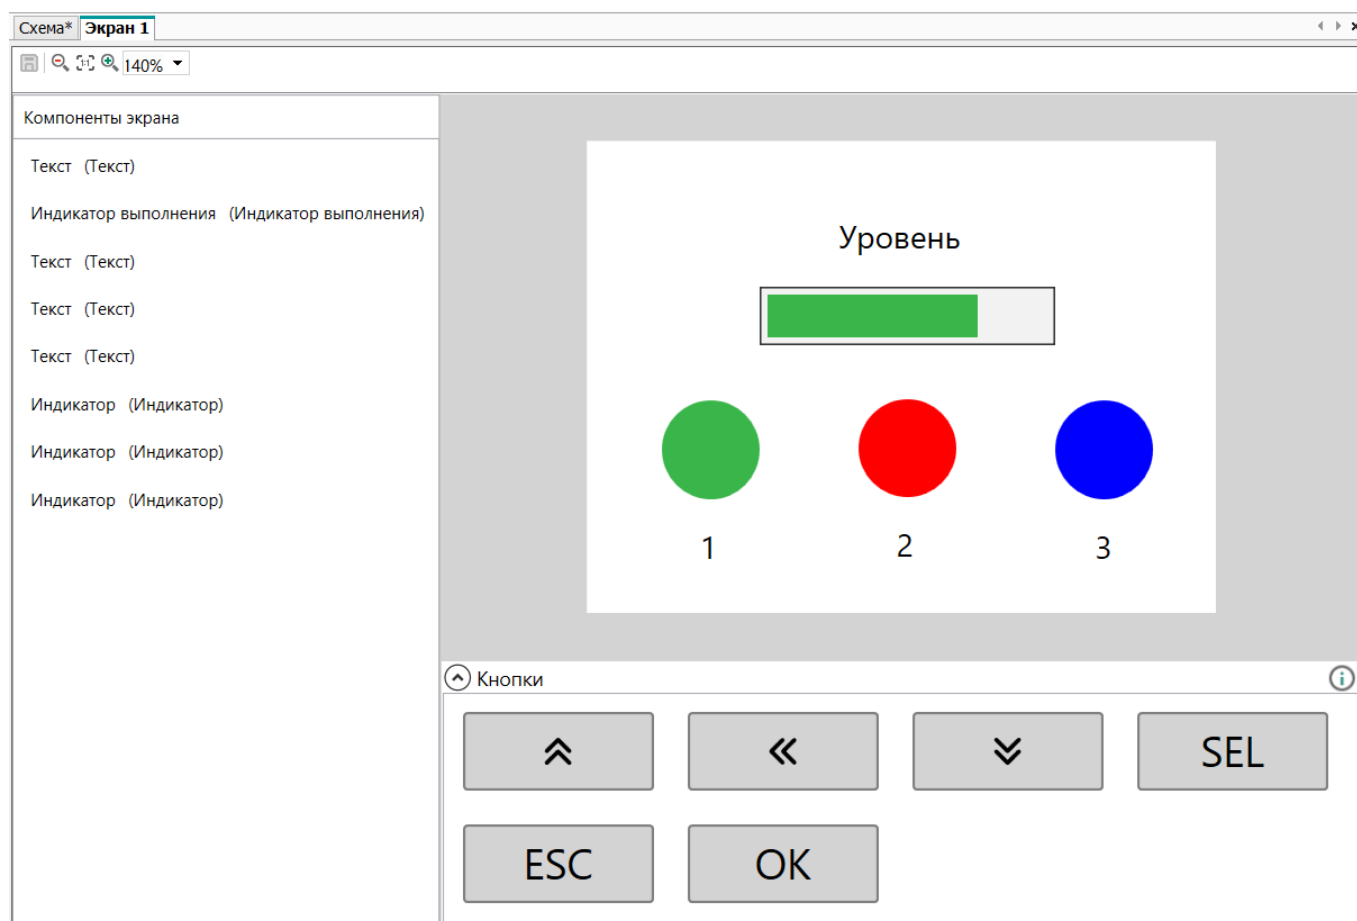 Схема* Экран 1
140%
Компоненты экрана
Текст (Текст)
Индикатор выполнения (Индикатор выполнения)
Текст (Текст)
Текст (Текст)
Текст (Текст)
Индикатор (Индикатор)
Индикатор (Индикатор)
Индикатор (Индикатор)
Уровень
1 2 3
Кнопки
SEL
ESC OK